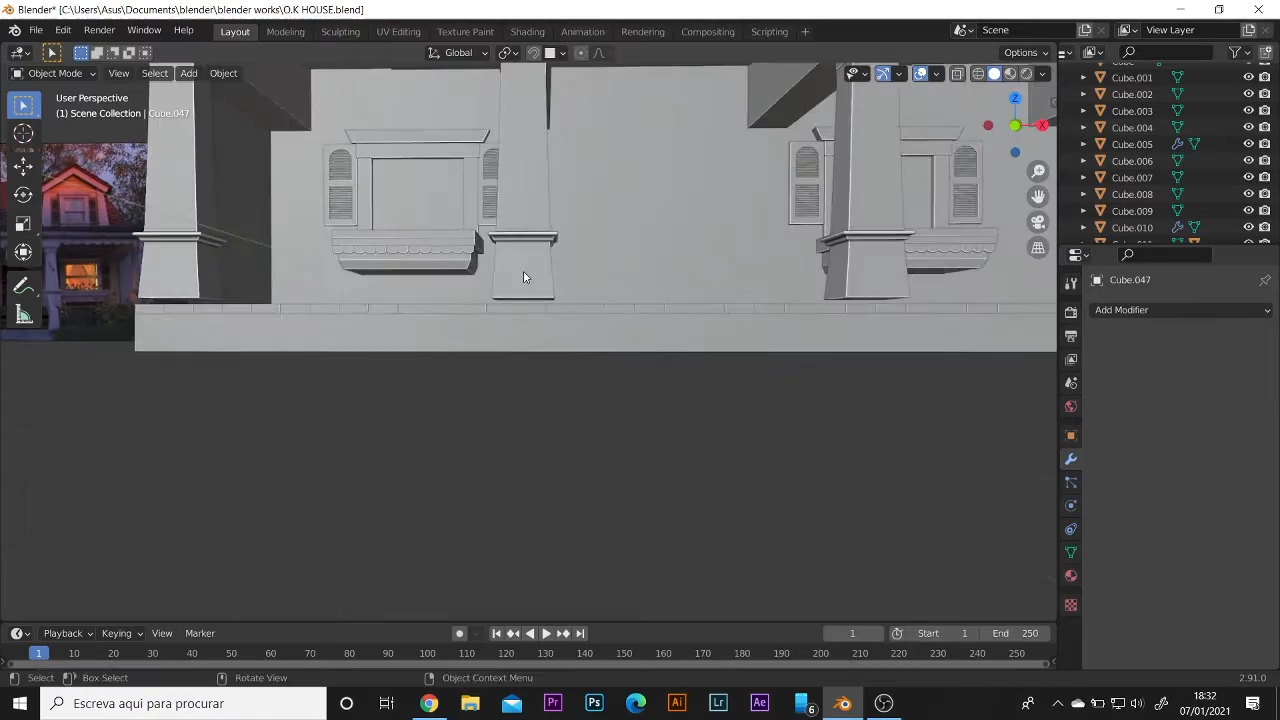 Blender* [C:\Users\Asus\Documents\blender\blender works\O.K HOUSE.blend]
File Edit Render Window Help Layout Modeling Sculpting UV Editing Texture Paint Shading Animation Rendering Compositing Scripting + Scene View Layer
Global Options
Object Mode View Select Add Object
User Perspective
(1) Scene Collection | Cube.047
Z
X
Cube.001
Cube.002
Cube.003
Cube.004
Cube.005
Cube.006
Cube.007
Cube.008
Cube.009
Cube.010
Cube.047
Add Modifier
Playback Keying View Marker 1 Start 1 End 250
1 10 20 30 40 50 60 70 80 90 100 110 120 130 140 150 160 170 180 190 200 210 220 230 240 250
Select Box Select Rotate View Object Context Menu 2.91.0
Escreva aqui para procurar
Pr Ps Ai Lr Ae 6
18:32
07/01/2021